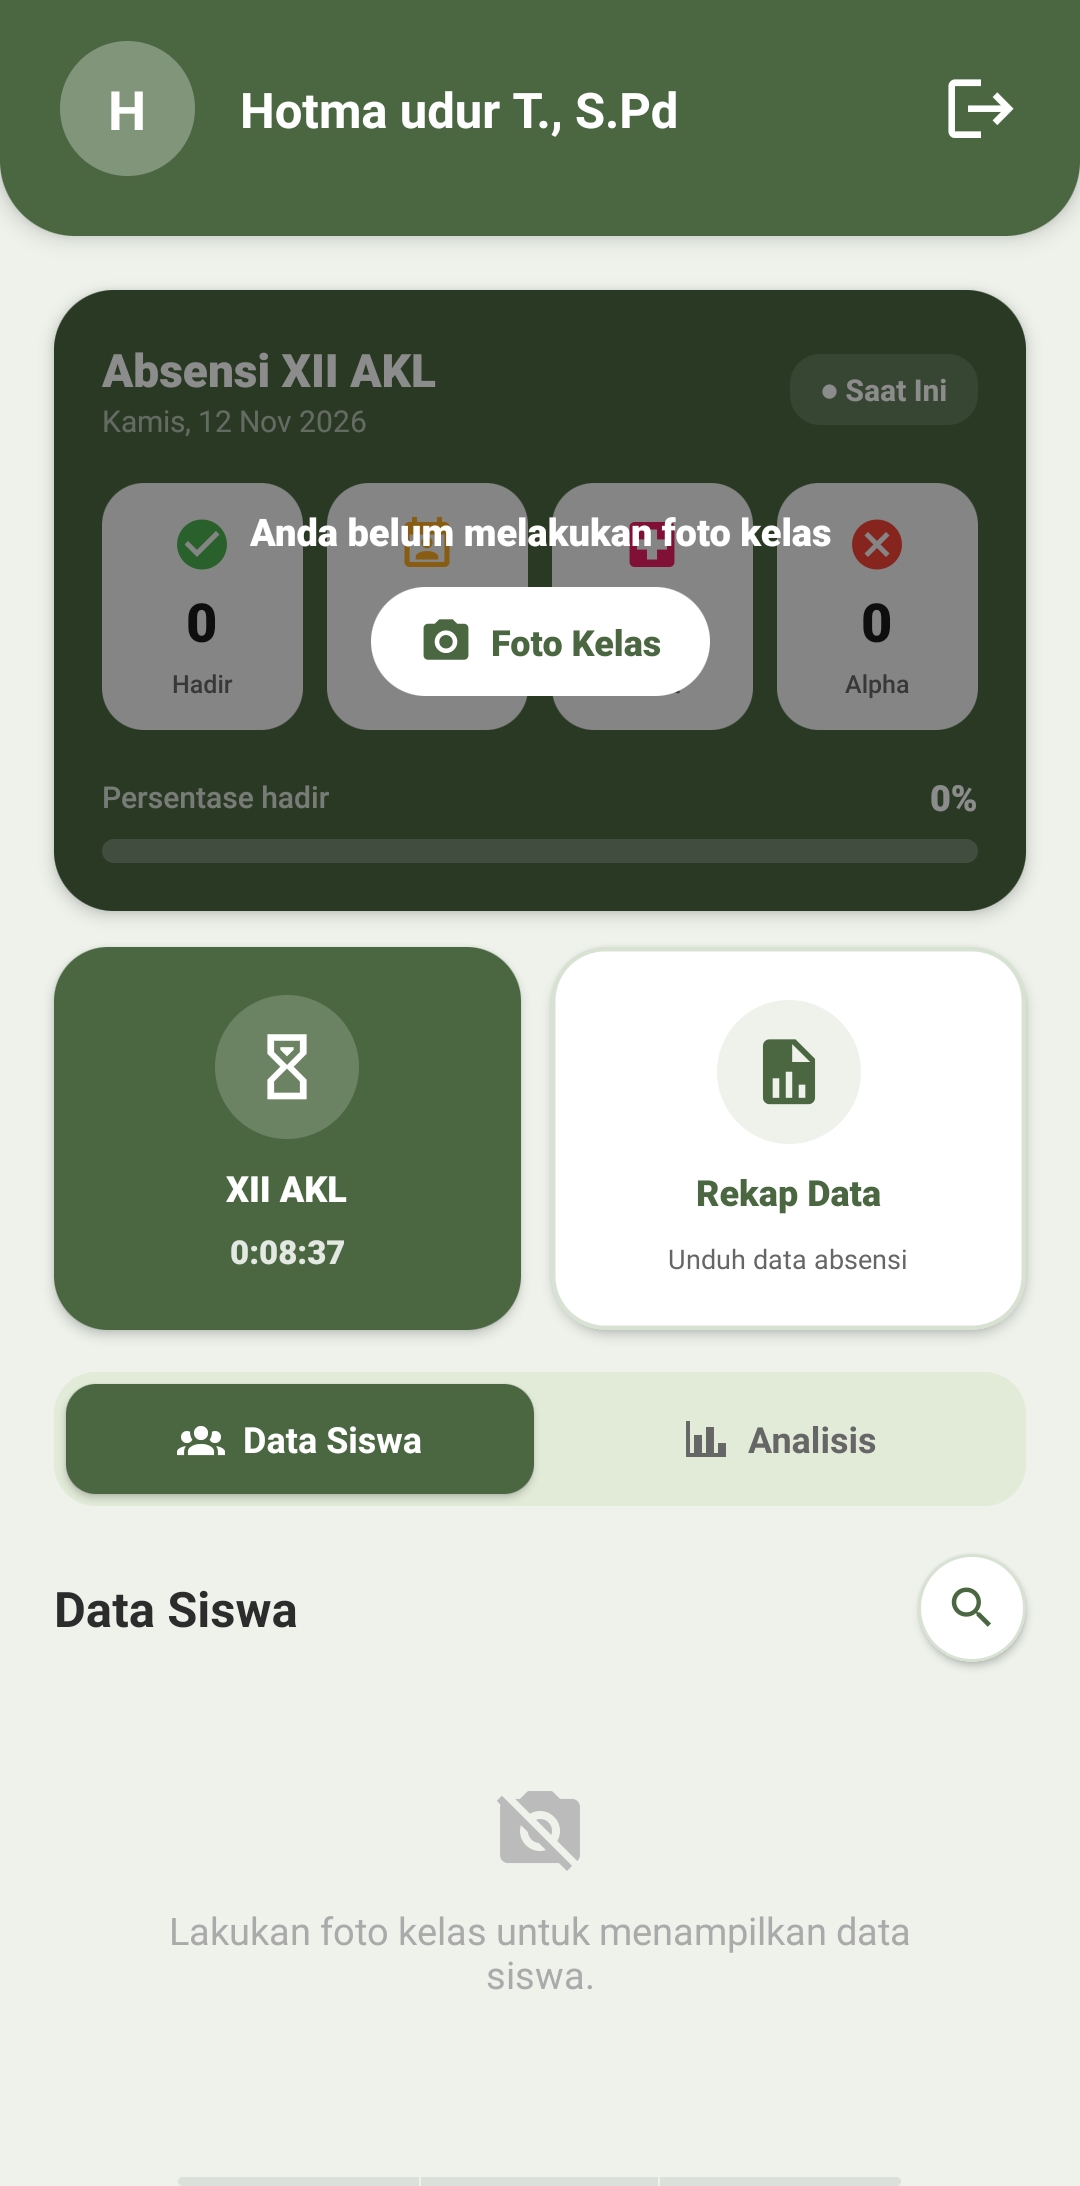 H
Hotma udur T., S.Pd
Absensi XII AKL
Kamis, 12 Nov 2026
Saat Ini
Anda belum melakukan foto kelas
0
0
Foto Kelas
Hadir
Alpha
Persentase hadir
0%
XII AKL
0:08:37
Rekap Data
Unduh data absensi
Data Siswa
Analisis
Data Siswa
Lakukan foto kelas untuk menampilkan data
siswa.